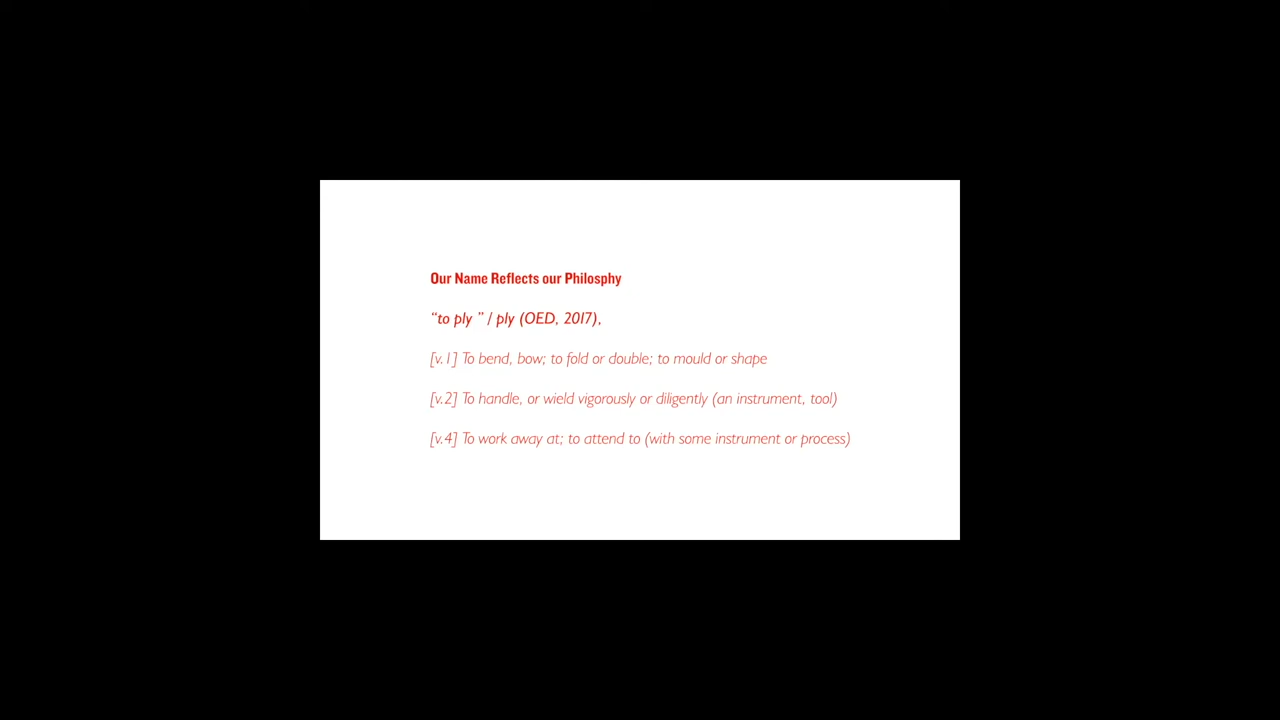 Our Name Reflects our Philosphy
“to ply ” / ply (OED, 2017),
[v.1] To bend, bow; to fold or double; to mould or shape
[v.2] To handle, or wield vigorously or diligently (an instrument, tool)
[v.4] To work away at; to attend to (with some instrument or process)